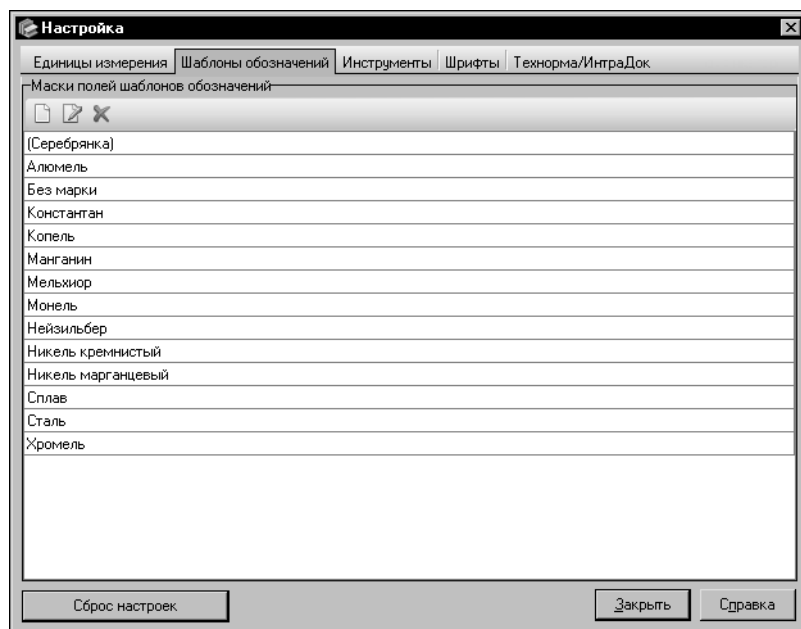 Настройка
Единицы измерения Шаблоны обозначений Инструменты Шрифты Технорма/ИнтраДок
Маски полей шаблонов обозначений
(Серебрянка)
Алюмель
Без марки
Константан
Копель
Манганин
Мельхиор
Монель
Нейзильбер
Никель кремнистый
Никель марганцевый
Сплав
Сталь
Хромель
Сброс настроек Закрыть Справка